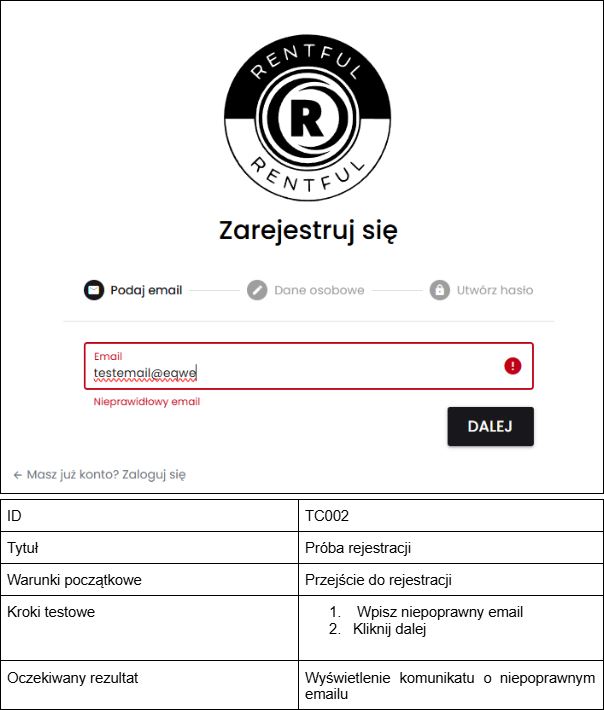 RENTFUL
R
RENTFUL
Zarejestruj się
Podaj email
Dane osobowe
Utwórz hasło
Email
testemail@eqwe
Nieprawidłowy email
DALEJ
← Masz już konto? Zaloguj się
ID
TC002
Tytuł
Próba rejestracji
Warunki początkowe
Przejście do rejestracji
Kroki testowe
1. Wpisz niepoprawny email
2. Kliknij dalej
Oczekiwany rezultat
Wyświetlenie komunikatu o niepoprawnym
emailu